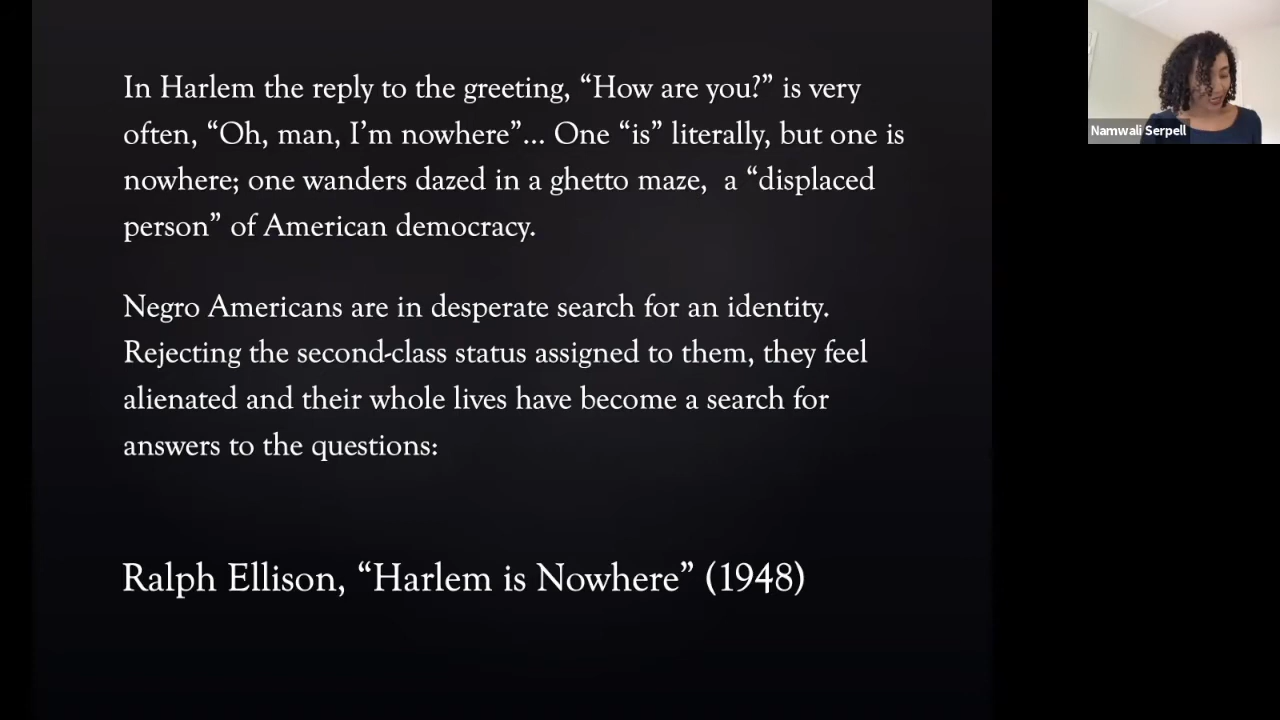 In Harlem the reply to the greeting, “How are you?” is very
often, “Oh, man, I’m nowhere”... One “is” literally, but one is
nowhere; one wanders dazed in a ghetto maze, a “displaced
person” of American democracy.
Negro Americans are in desperate search for an identity.
Rejecting the second-class status assigned to them, they feel
alienated and their whole lives have become a search for
answers to the questions:
Ralph Ellison, “Harlem is Nowhere” (1948)
Namwali Serpell